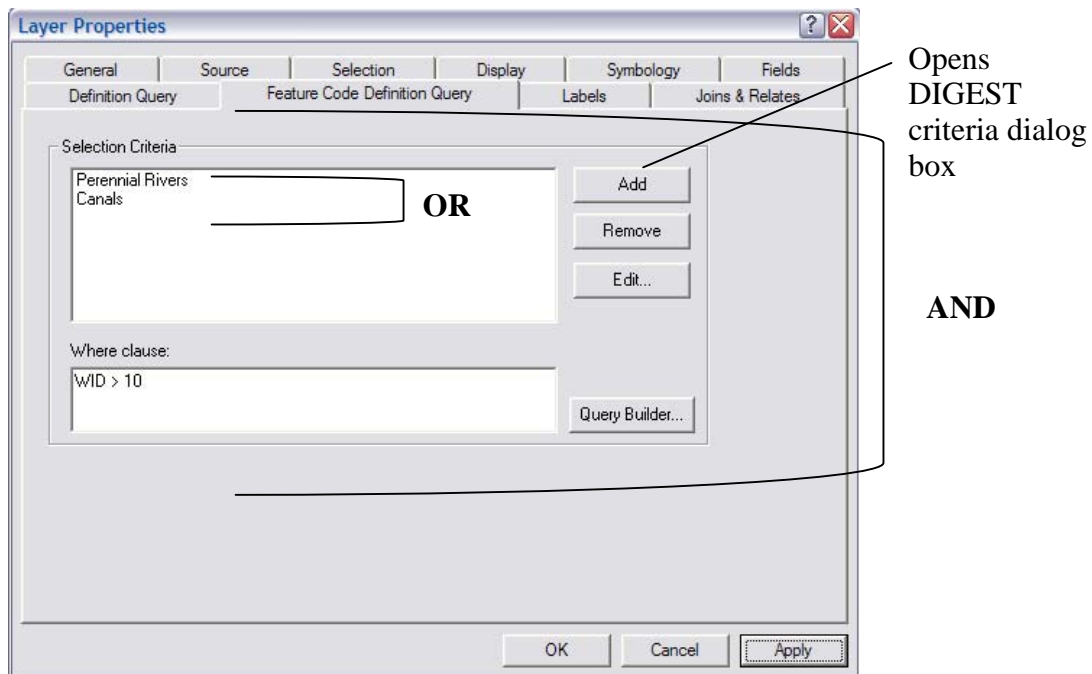 Layer Properties
General Source Selection Display Symbology Fields
Definition Query Feature Code Definition Query Labels Joins & Relates
Opens
DIGEST
criteria dialog
box
Selection Criteria
Perennial Rivers
Canals
OR
Add
Remove
Edit...
AND
Where clause:
WID > 10
Query Builder...
OK Cancel Apply